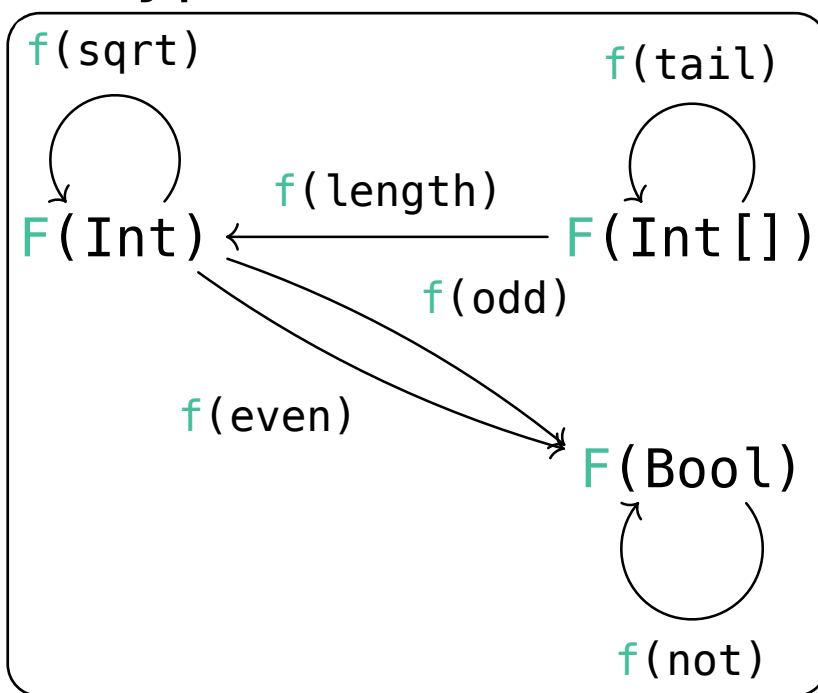 f(sqrt)
f(tail)
f(length)
F(Int)
F(Int[])
f(odd)
f(even)
F(Bool)
f(not)